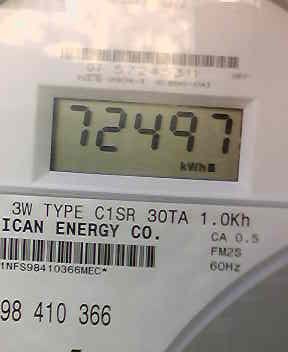 72497
kWh
3W TYPE C1SR 30TA 1.0Kh
ICAN ENERGY CO.
CA 0.5
FM2S
60Hz
1NFS98410366MEC*
98 410 366